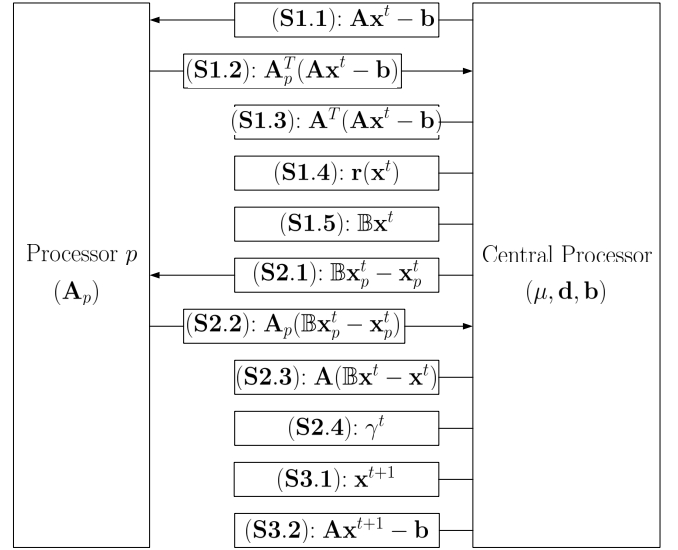 (S1.1): Ax^t − b
(S1.2): A_p^T(Ax^t − b)
(S1.3): A^T(Ax^t − b)
(S1.4): r(x^t)
(S1.5): 𝔹x^t
Processor p
(A_p)
Central Processor
(μ, d, b)
(S2.1): 𝔹x_p^t − x_p^t
(S2.2): A_p(𝔹x_p^t − x_p^t)
(S2.3): A(𝔹x^t − x^t)
(S2.4): γ^t
(S3.1): x^{t+1}
(S3.2): Ax^{t+1} − b